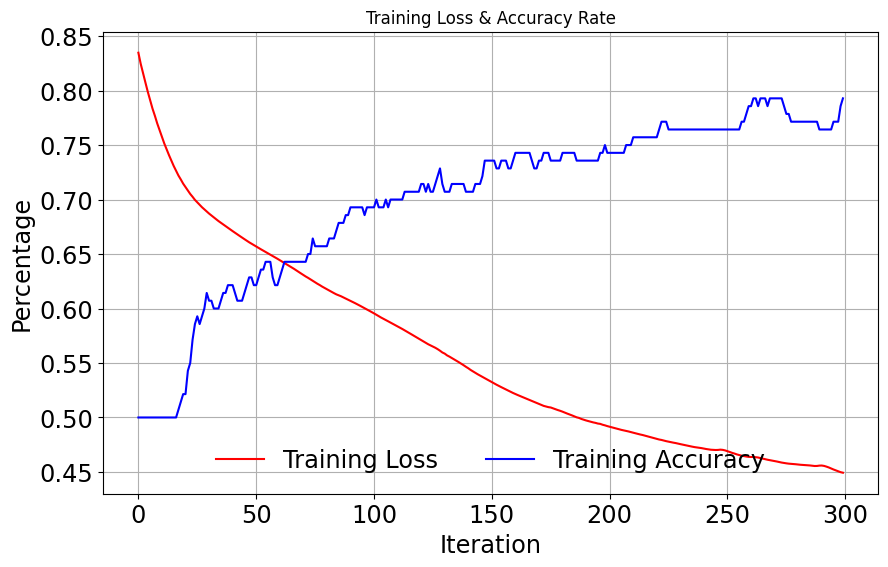 Training Loss & Accuracy Rate
0.85
0.80
0.75
0.70
0.65
0.60
0.55
0.50
0.45
Percentage
Training Loss Training Accuracy
0 50 100 150 200 250 300
Iteration